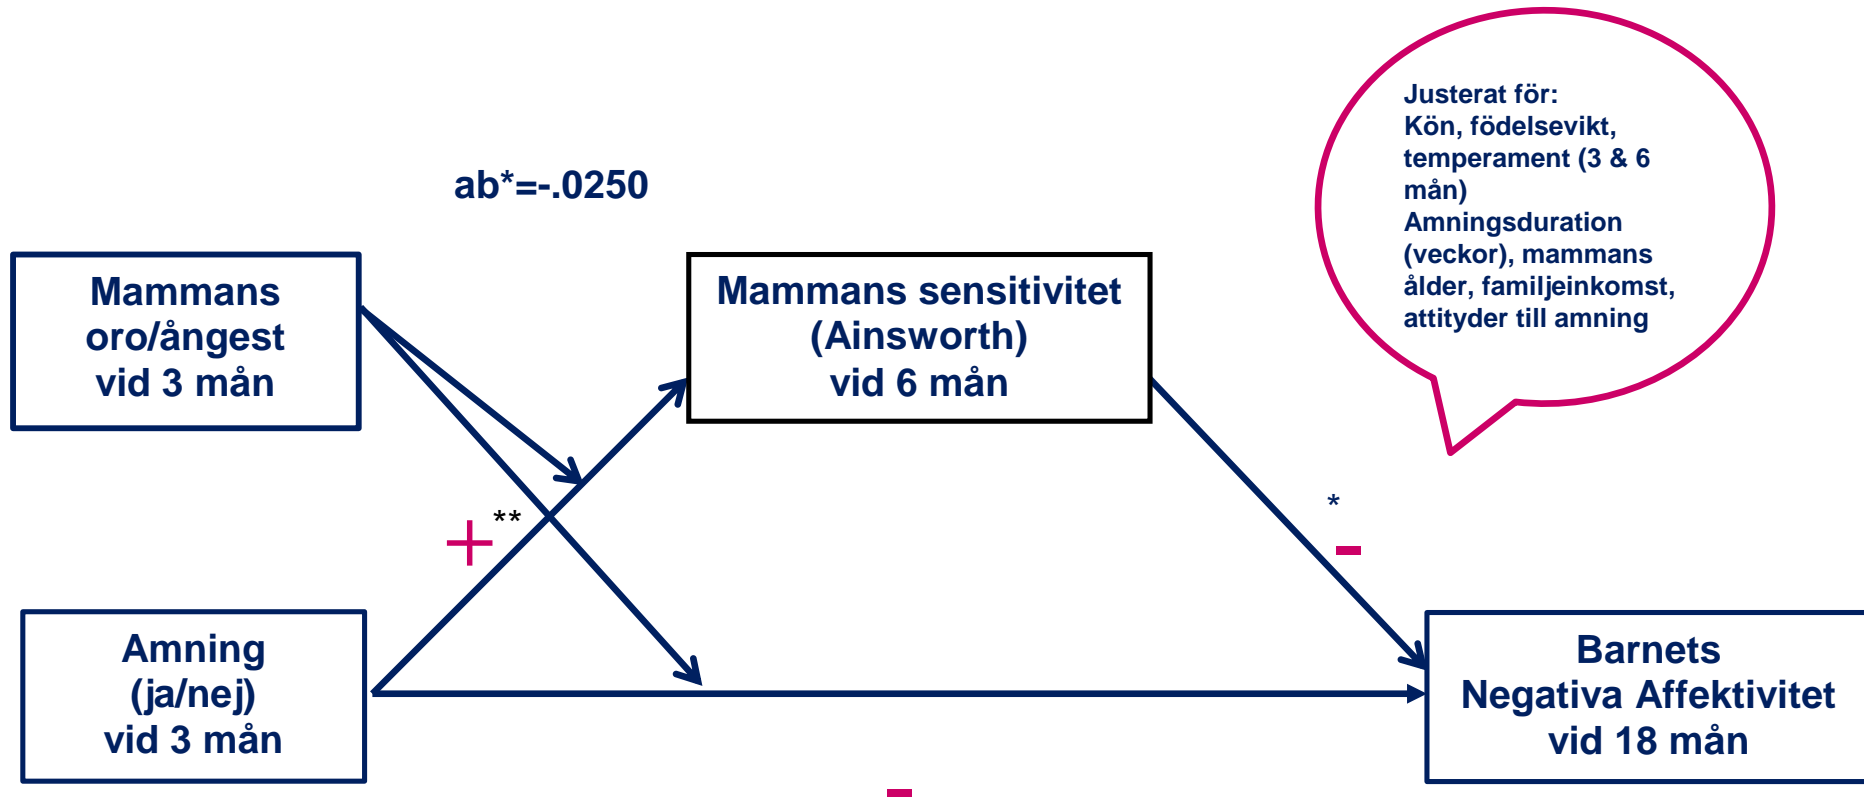 Justerat för:
Kön, födelsevikt,
temperament (3 & 6
mån)
Amningsduration
(veckor), mammans
ålder, familjeinkomst,
attityder till amning
ab*=-.0250
Mammans
oro/ångest
vid 3 mån
Mammans sensitivitet
(Ainsworth)
vid 6 mån
+**
*
-
Amning
(ja/nej)
vid 3 mån
Barnets
Negativa Affektivitet
vid 18 mån
-